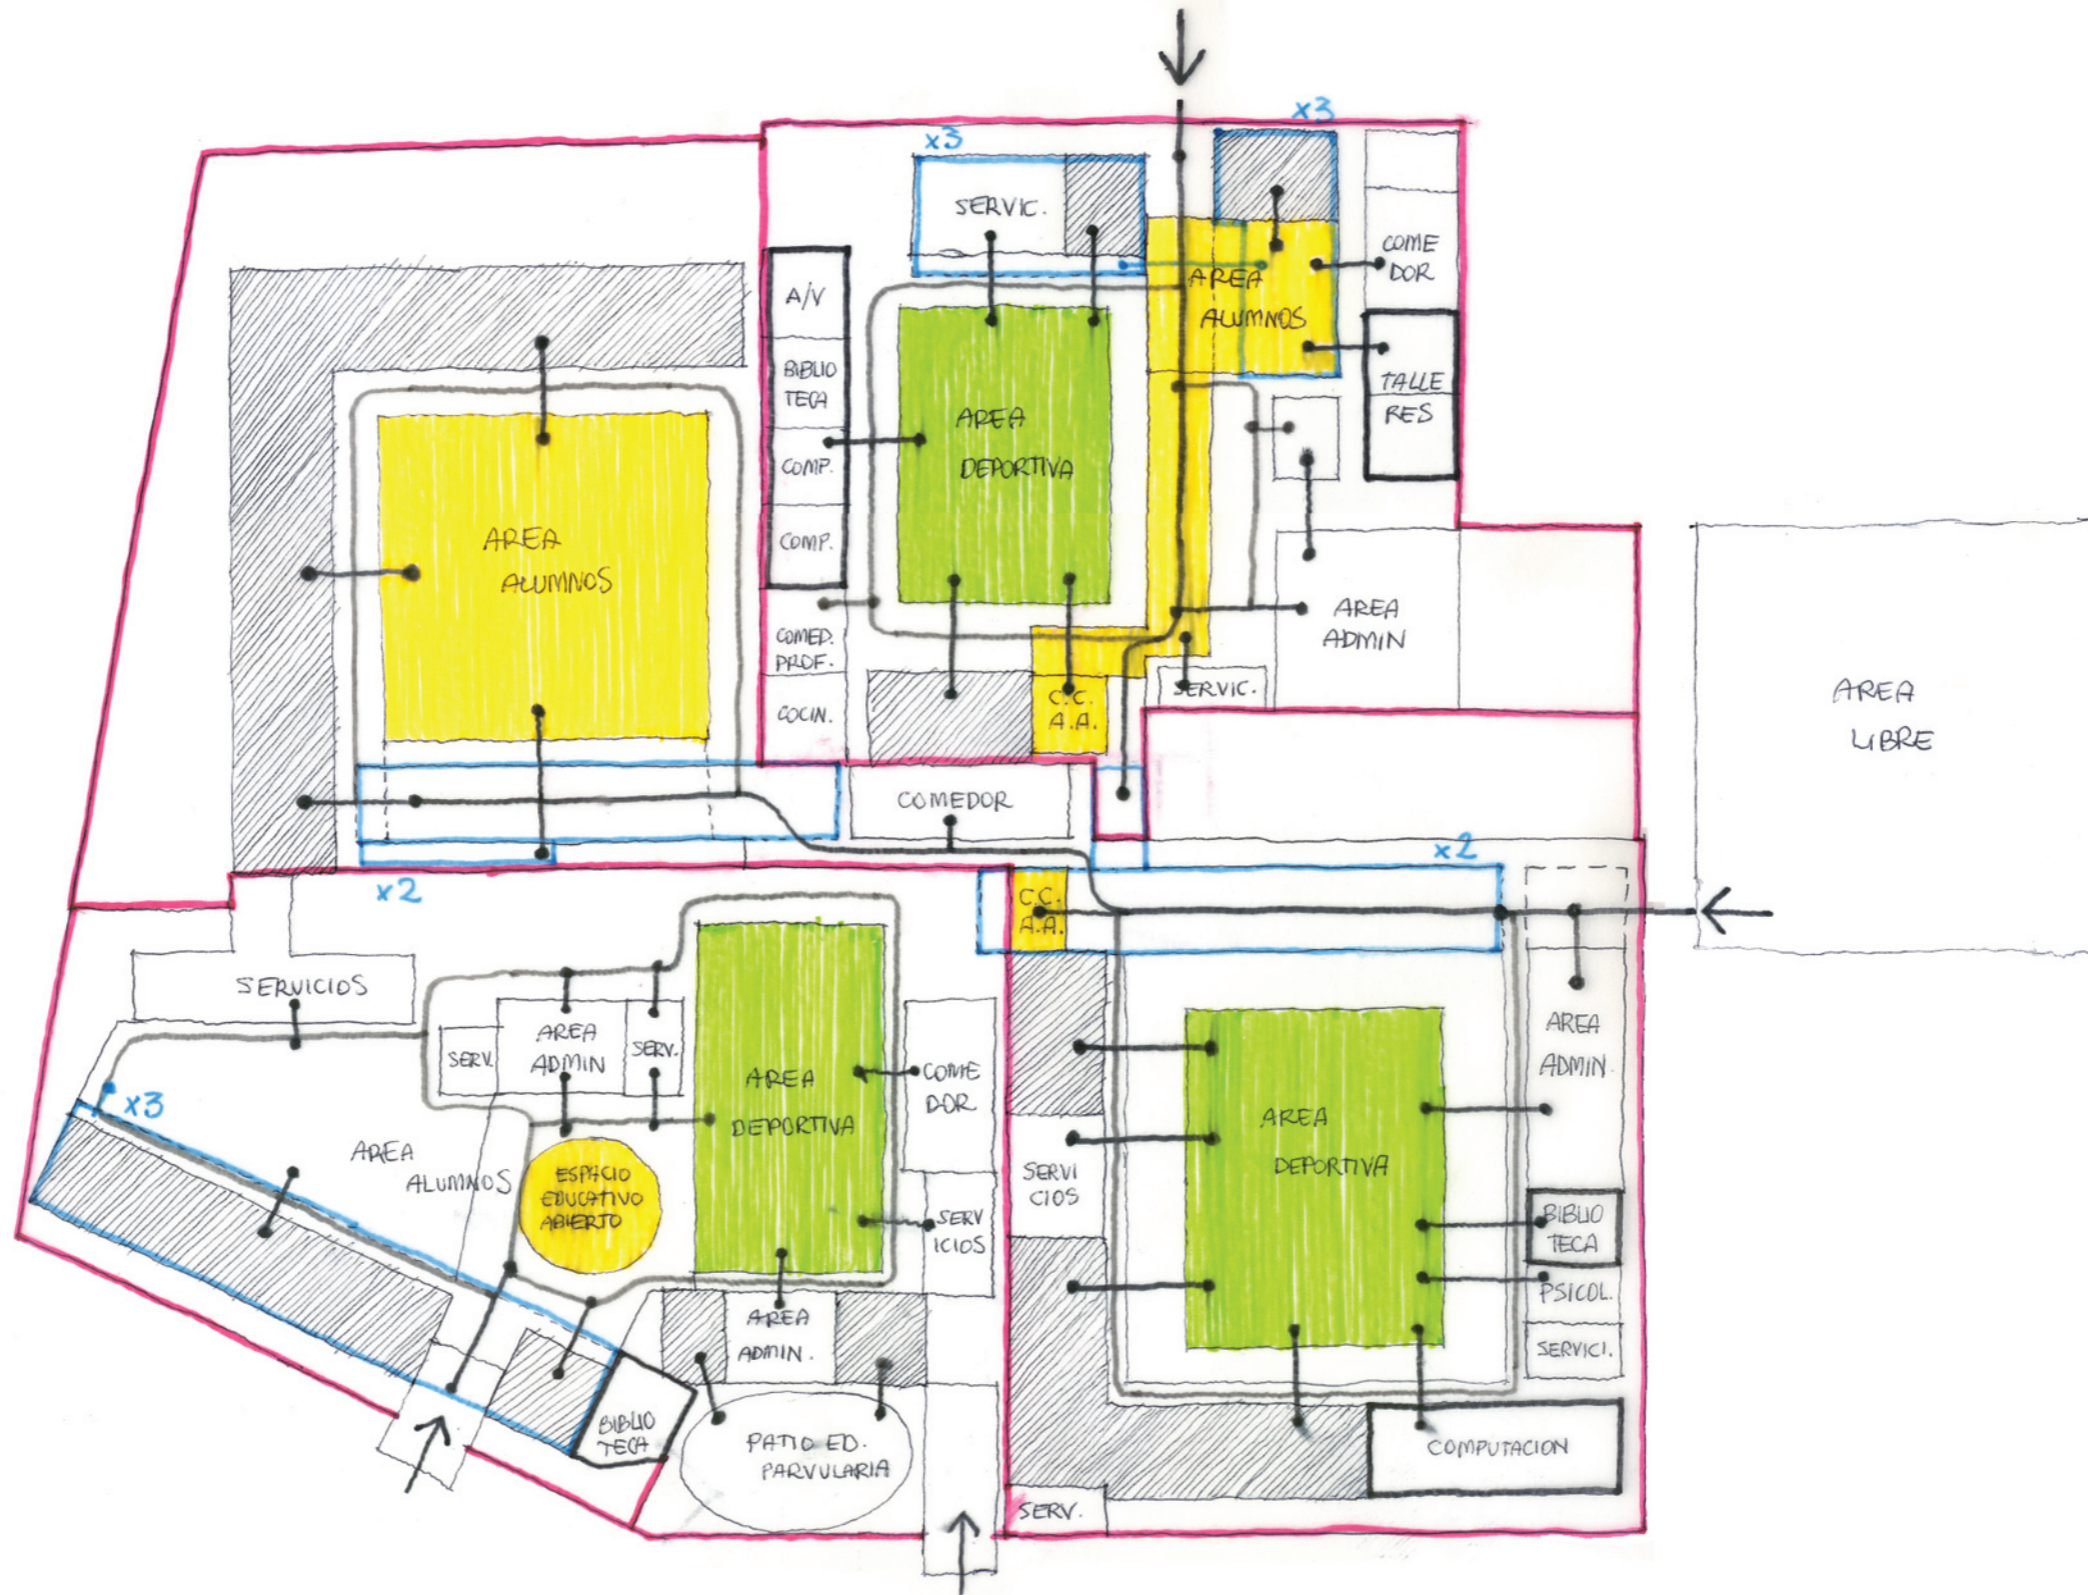 x3
x3
SERVIC.
COME
DOR
AREA
ALUMNOS
A/V
BIBLIO
TECA
COMP.
COMP.
AREA
DEPORTIVA
TALLE
RES
AREA
ALUMNOS
COMED.
PROF.
COCIN.
C.C.
A.A.
SERVIC.
AREA
ADMIN
AREA
LIBRE
COMEDOR
x2
x2
C.C.
A.A.
SERVICIOS
SERV.
AREA
ADMIN
SERV.
AREA
DEPORTIVA
COME
DOR
x3
AREA
ALUMNOS
ESPACIO
EDUCATIVO
ABIERTO
SERV
ICIOS
AREA
ADMIN.
BIBLIO
TECA
PATIO ED.
PARVULARIA
AREA
ADMIN.
SERVI
CIOS
AREA
DEPORTIVA
BIBLIO
TECA
PSICOL.
SERVICI.
COMPUTACION
SERV.